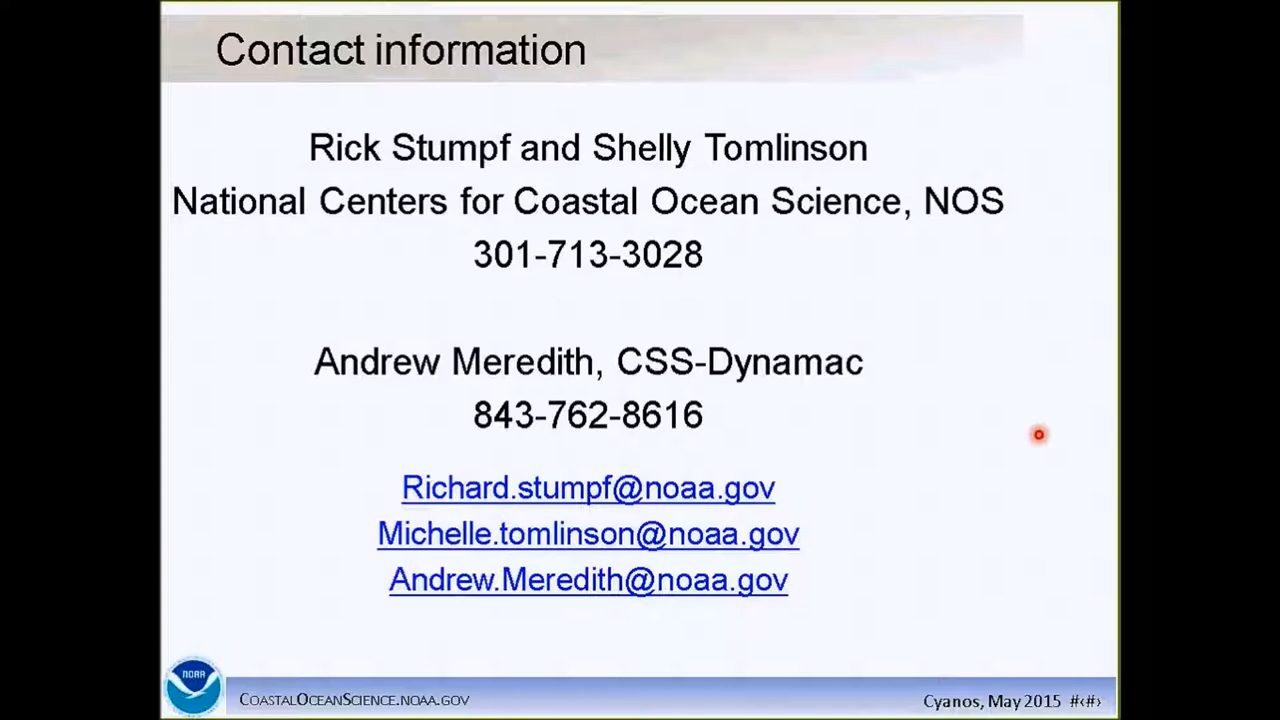 Contact information
Rick Stumpf and Shelly Tomlinson
National Centers for Coastal Ocean Science, NOS
301-713-3028
Andrew Meredith, CSS-Dynamac
843-762-8616
Richard.stumpf@noaa.gov
Michelle.tomlinson@noaa.gov
Andrew.Meredith@noaa.gov
NOAA
COASTALOCEANSCIENCE.NOAA.GOV
Cyanos, May 2015 #‹#›